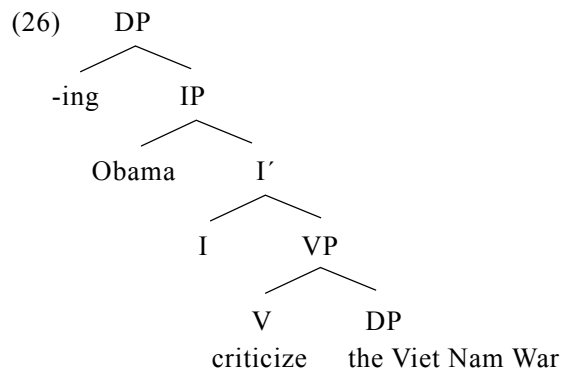 (26) DP
-ing IP
Obama I´
I VP
V DP
criticize the Viet Nam War